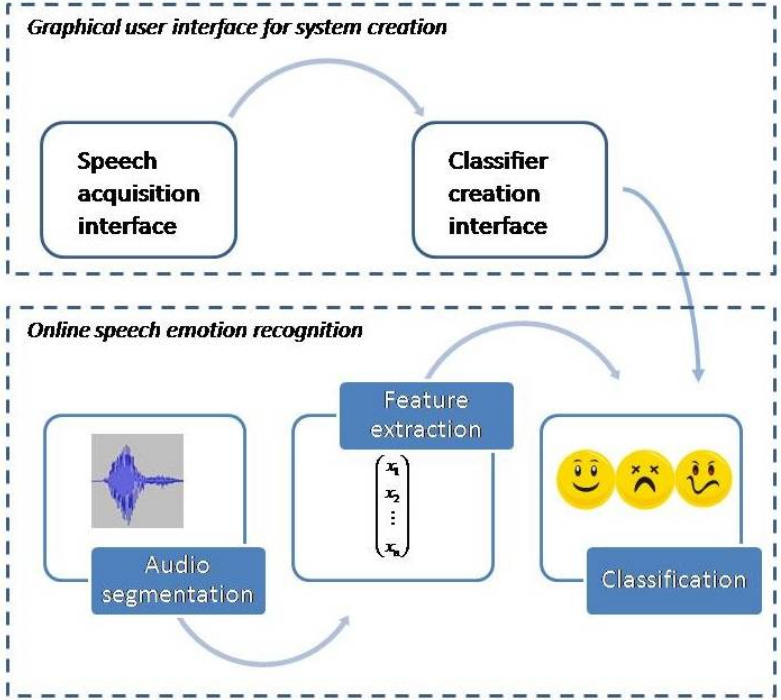 Graphical user interface for system creation
Speech
acquisition
interface
Classifier
creation
interface
Online speech emotion recognition
Audio
segmentation
Feature
extraction
x₁
x₂
⋮
xₙ
Classification